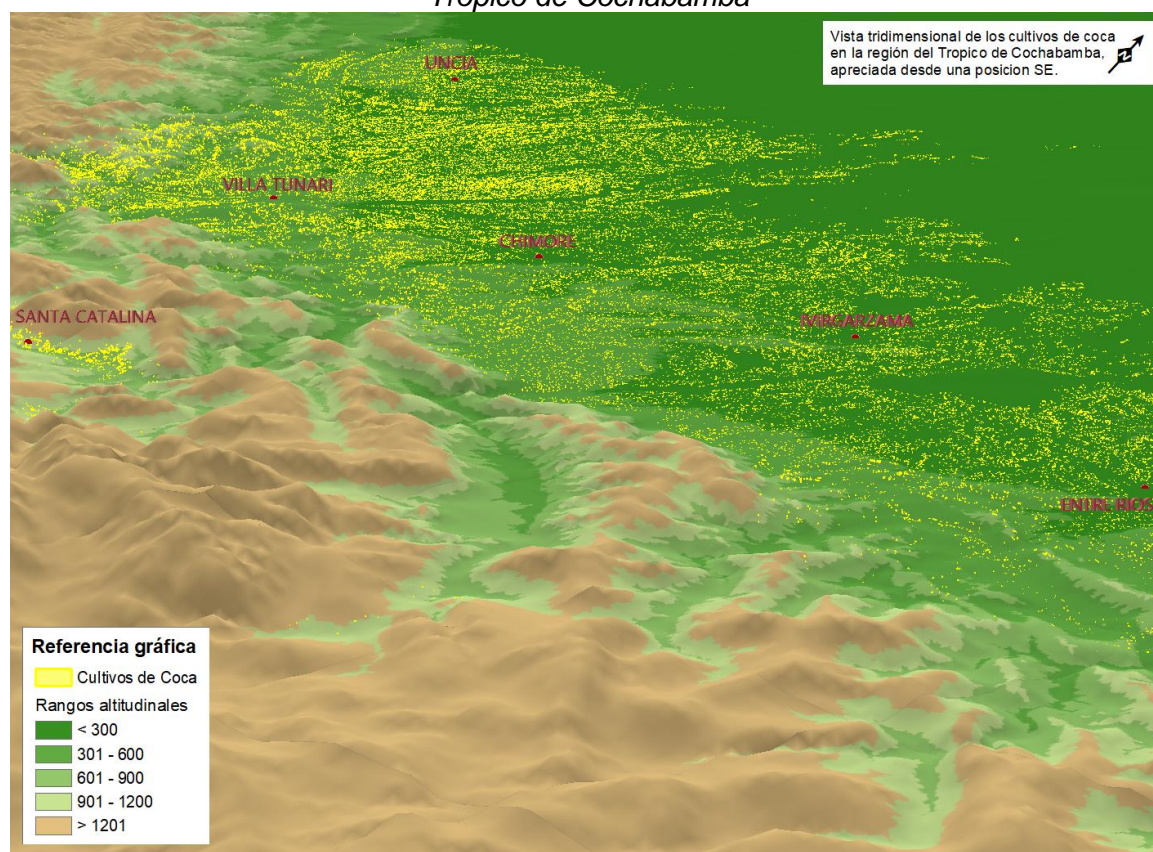 Tropico de Cochabamba
Vista tridimensional de los cultivos de coca
en la región del Tropico de Cochabamba,
apreciada desde una posicion SE.
N
UNCIA
VILLA TUNARI
CHIMORE
SANTA CATALINA
IVIRGARZAMA
ENTRE RIOS
Referencia gráfica
Cultivos de Coca
Rangos altitudinales
< 300
301 - 600
601 - 900
901 - 1200
> 1201